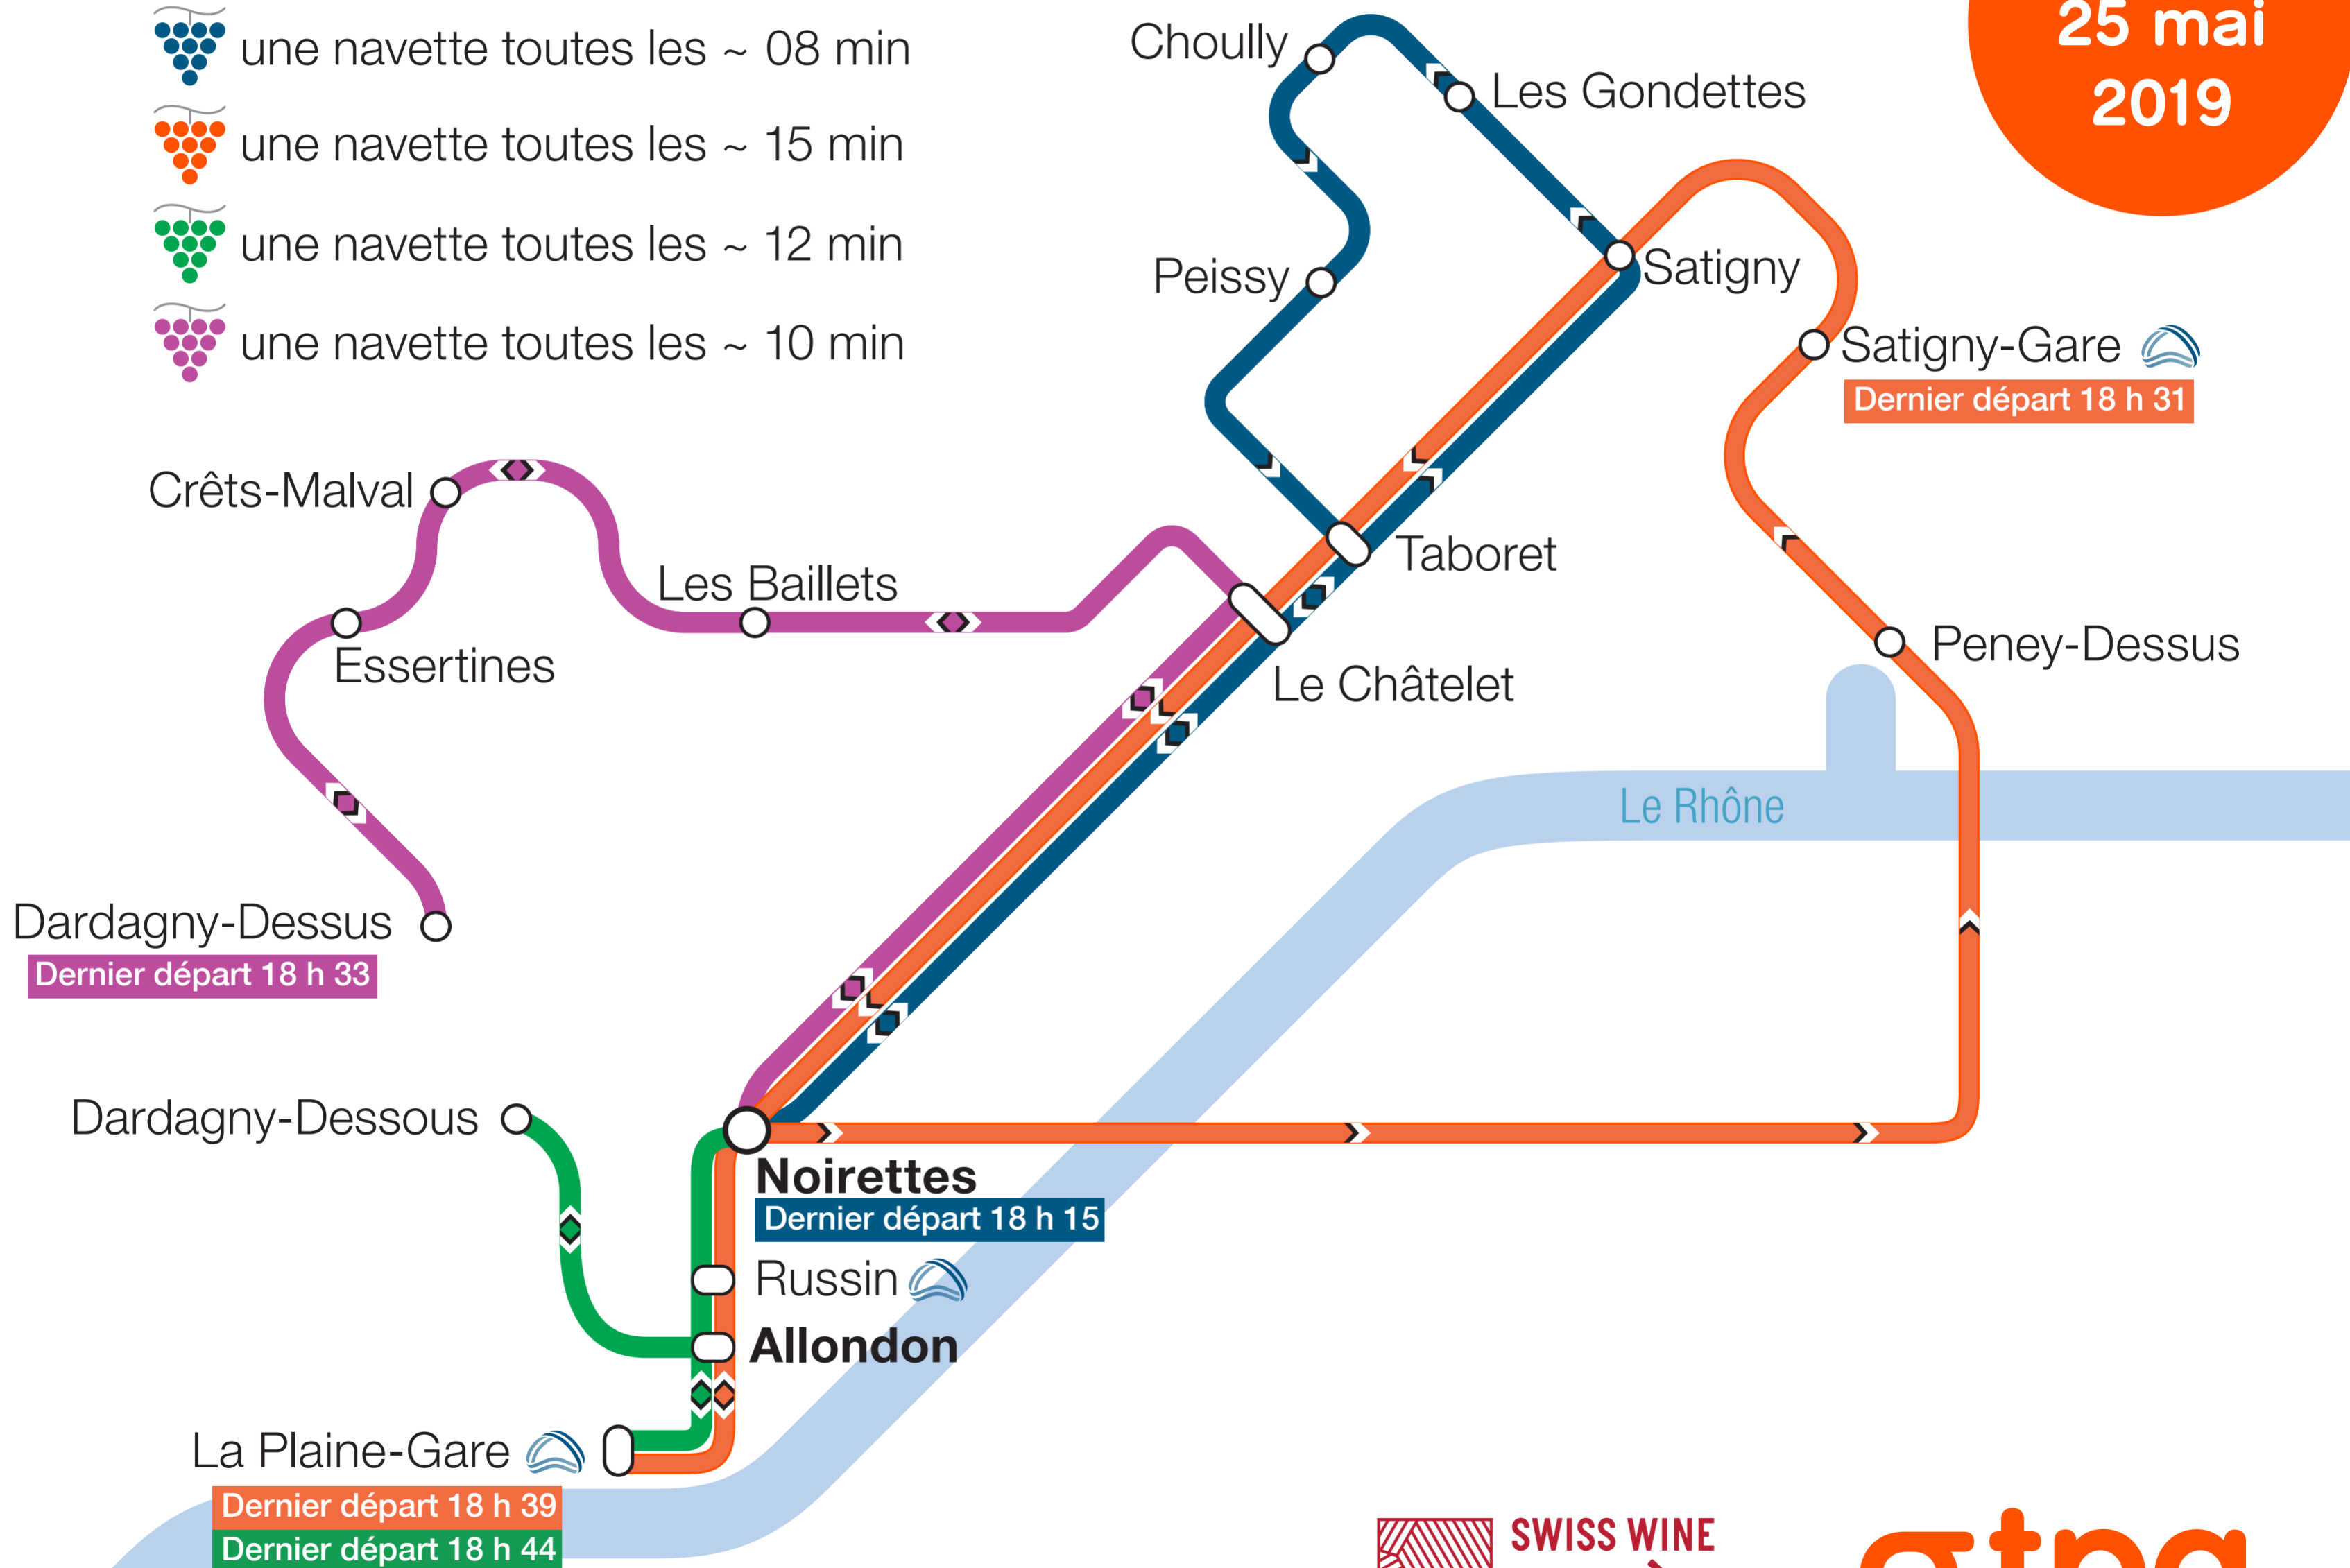 25 mai
2019
une navette toutes les ~ 08 min
une navette toutes les ~ 15 min
une navette toutes les ~ 12 min
une navette toutes les ~ 10 min
Choully
Les Gondettes
Peissy
Satigny
Satigny-Gare
Dernier départ 18 h 31
Crêts-Malval
Les Baillets
Taboret
Essertines
Le Châtelet
Peney-Dessus
Le Rhône
Dardagny-Dessus
Dernier départ 18 h 33
Dardagny-Dessous
Noirettes
Dernier départ 18 h 15
Russin
Allondon
La Plaine-Gare
Dernier départ 18 h 39
Dernier départ 18 h 44
SWISS WINE